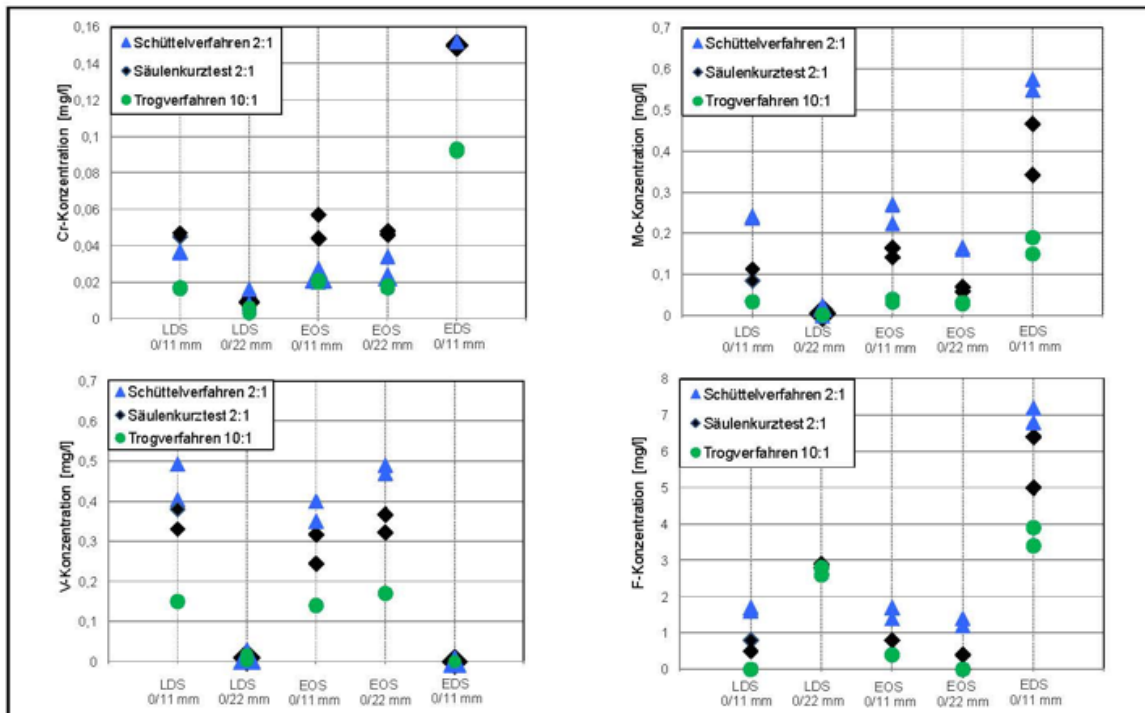 Cr-Konzentration [mg/l]
0,16
0,14
0,12
0,1
0,08
0,06
0,04
0,02
0
Schüttelverfahren 2:1
Säulenkurztest 2:1
Trogverfahren 10:1
LDS
0/11 mm
LDS
0/22 mm
EOS
0/11 mm
EOS
0/22 mm
EDS
0/11 mm
Mo-Konzentration [mg/l]
0,7
0,6
0,5
0,4
0,3
0,2
0,1
0
Schüttelverfahren 2:1
Säulenkurztest 2:1
Trogverfahren 10:1
LDS
0/11 mm
LDS
0/22 mm
EOS
0/11 mm
EOS
0/22 mm
EDS
0/11 mm
V-Konzentration [mg/l]
0,7
0,6
0,5
0,4
0,3
0,2
0,1
0
Schüttelverfahren 2:1
Säulenkurztest 2:1
Trogverfahren 10:1
LDS
0/11 mm
LDS
0/22 mm
EOS
0/11 mm
EOS
0/22 mm
EDS
0/11 mm
F-Konzentration [mg/l]
8
7
6
5
4
3
2
1
0
Schüttelverfahren 2:1
Säulenkurztest 2:1
Trogverfahren 10:1
LDS
0/11 mm
LDS
0/22 mm
EOS
0/11 mm
EOS
0/22 mm
EDS
0/11 mm